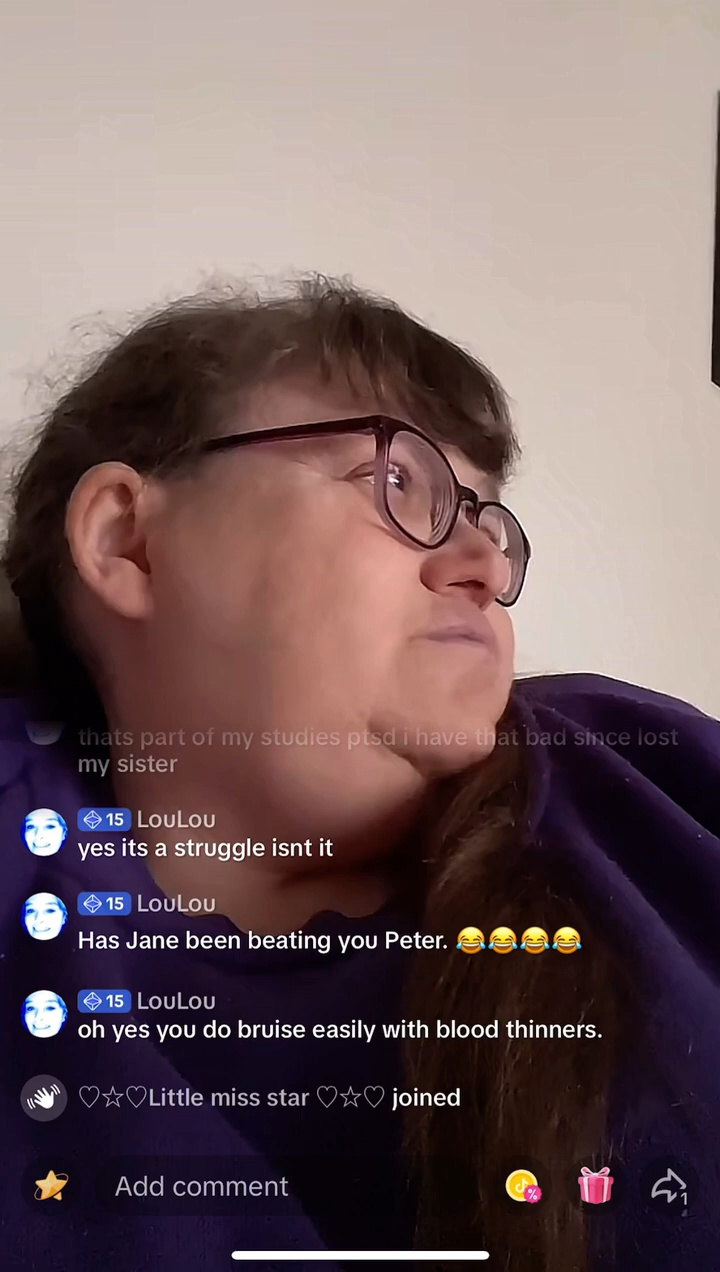 thats part of my studies ptsd i have that bad since lost
my sister
15 LouLou
yes its a struggle isnt it
15 LouLou
Has Jane been beating you Peter. 😂😂😂😂
15 LouLou
oh yes you do bruise easily with blood thinners.
♡☆♡Little miss star ♡☆♡ joined
Add comment
%
1